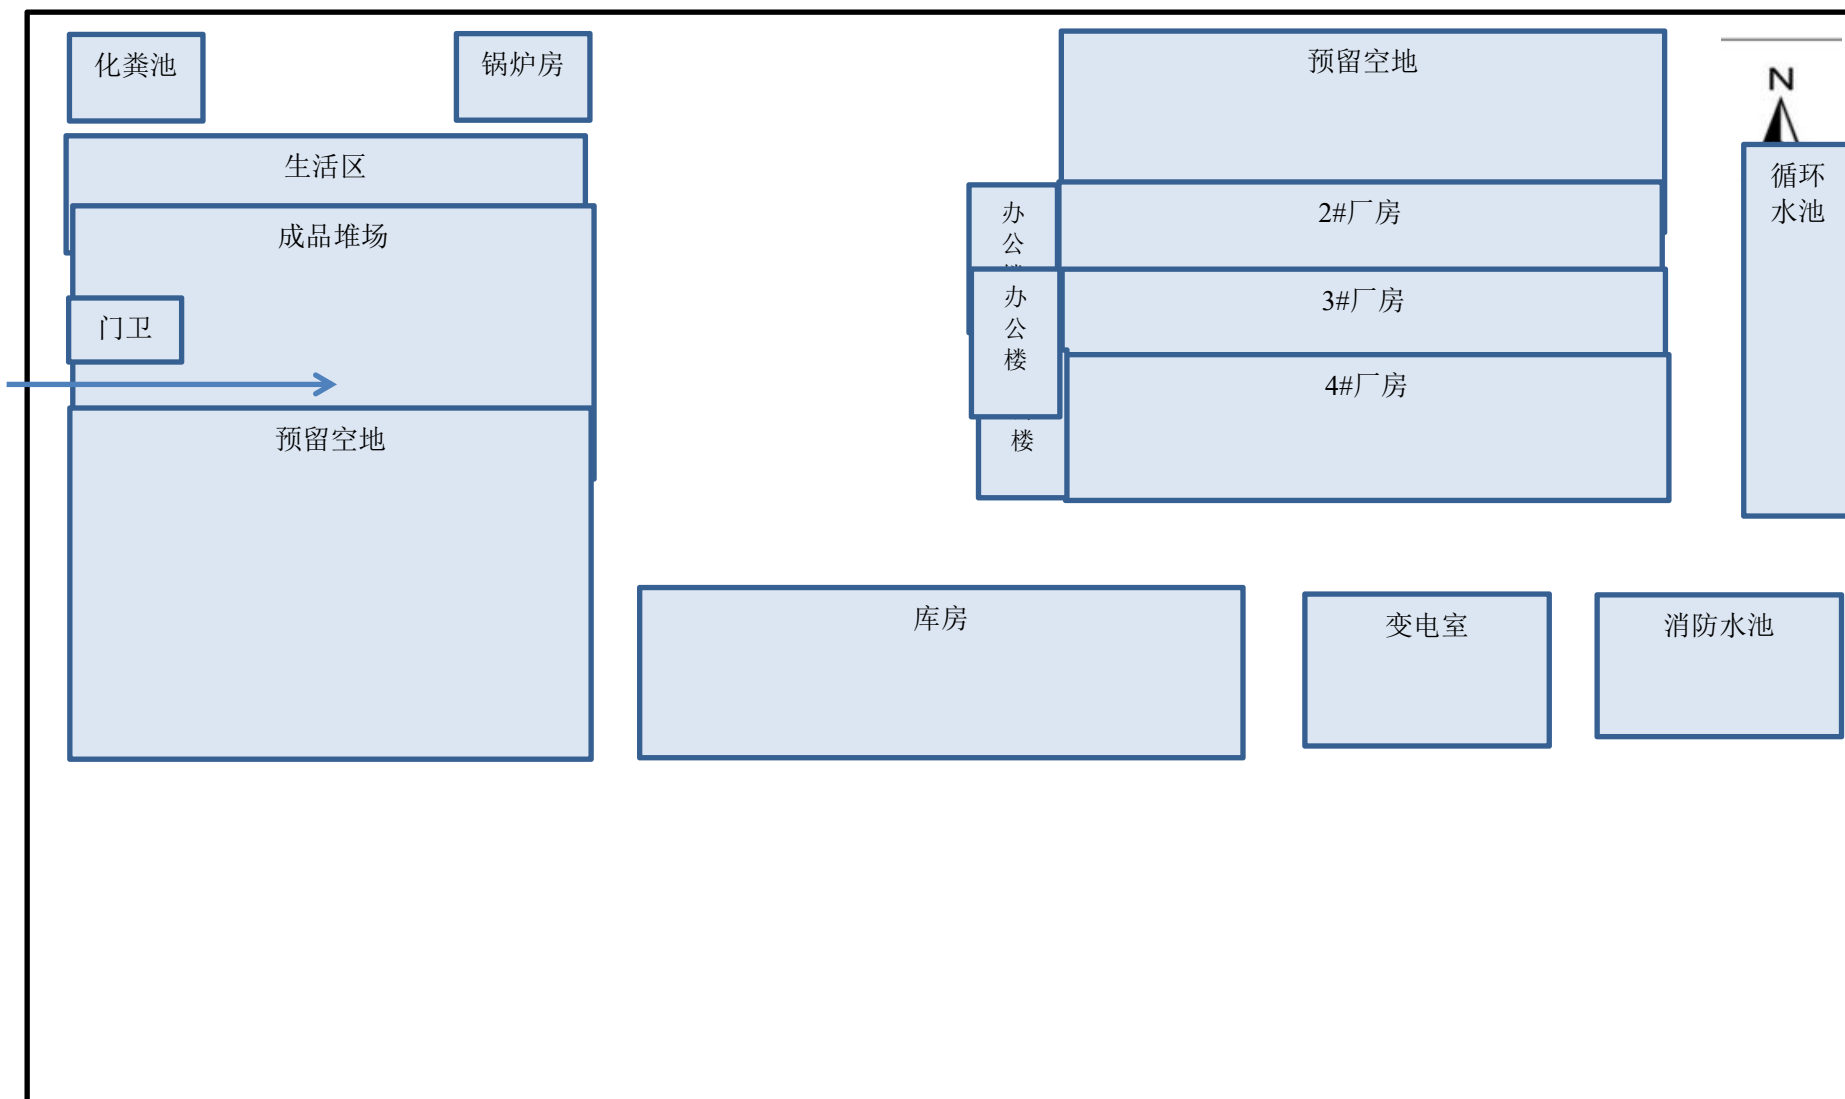 化粪池
锅炉房
预留空地
N
生活区
循环
水池
成品堆场
办
公
2#厂房
门卫
办
公
楼
3#厂房
4#厂房
预留空地
楼
库房
变电室
消防水池